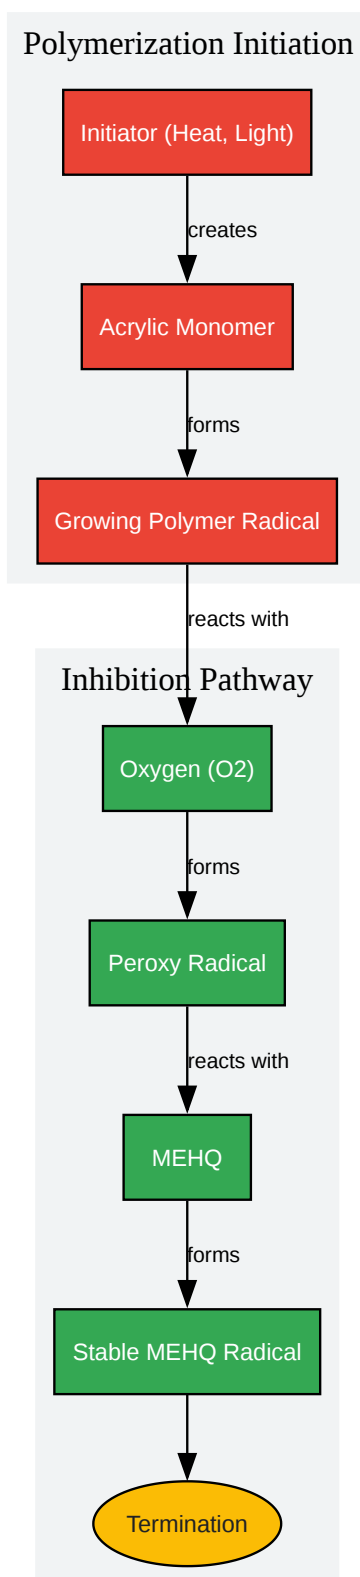 Polymerization Initiation
Initiator (Heat, Light)
creates
Acrylic Monomer
forms
Growing Polymer Radical
reacts with
Inhibition Pathway
Oxygen (O2)
forms
Peroxy Radical
reacts with
MEHQ
forms
Stable MEHQ Radical
Termination